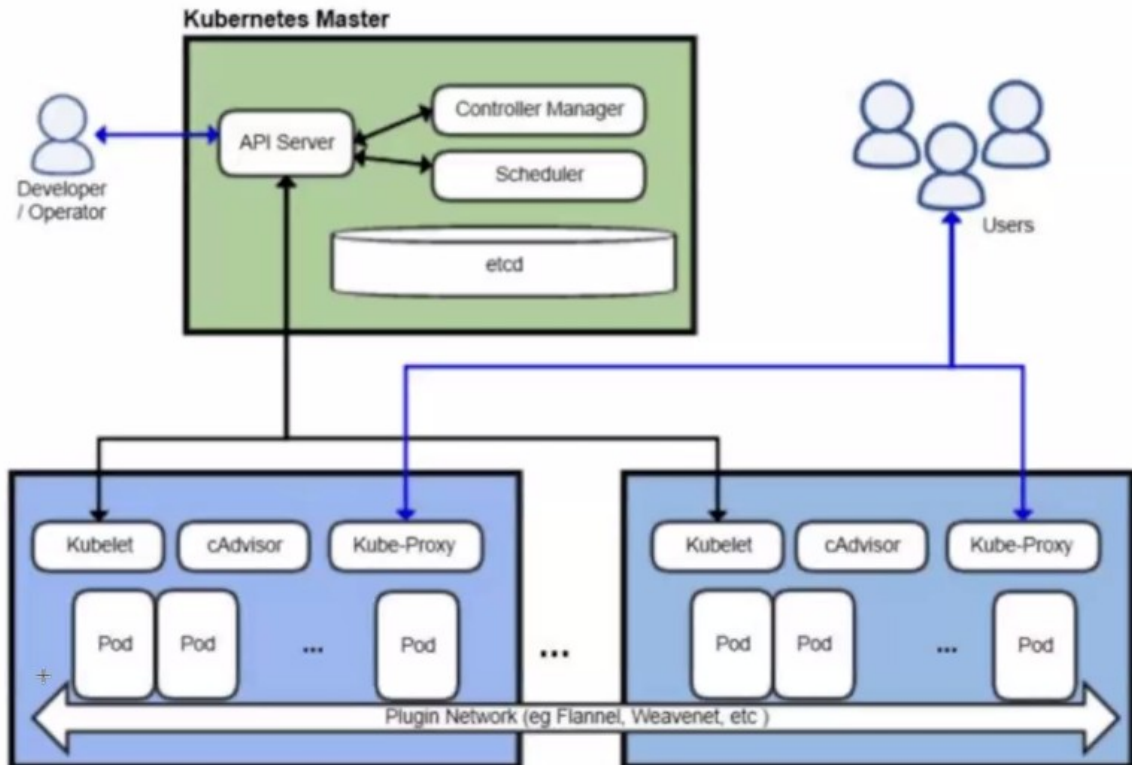 Kubernetes Master
API Server
Controller Manager
Scheduler
etcd
Developer
/ Operator
Users
Kubelet
cAdvisor
Kube-Proxy
Pod
Pod
...
Pod
...
Kubelet
cAdvisor
Kube-Proxy
Pod
Pod
...
Pod
Plugin Network (eg Flannel, Weavenet, etc )